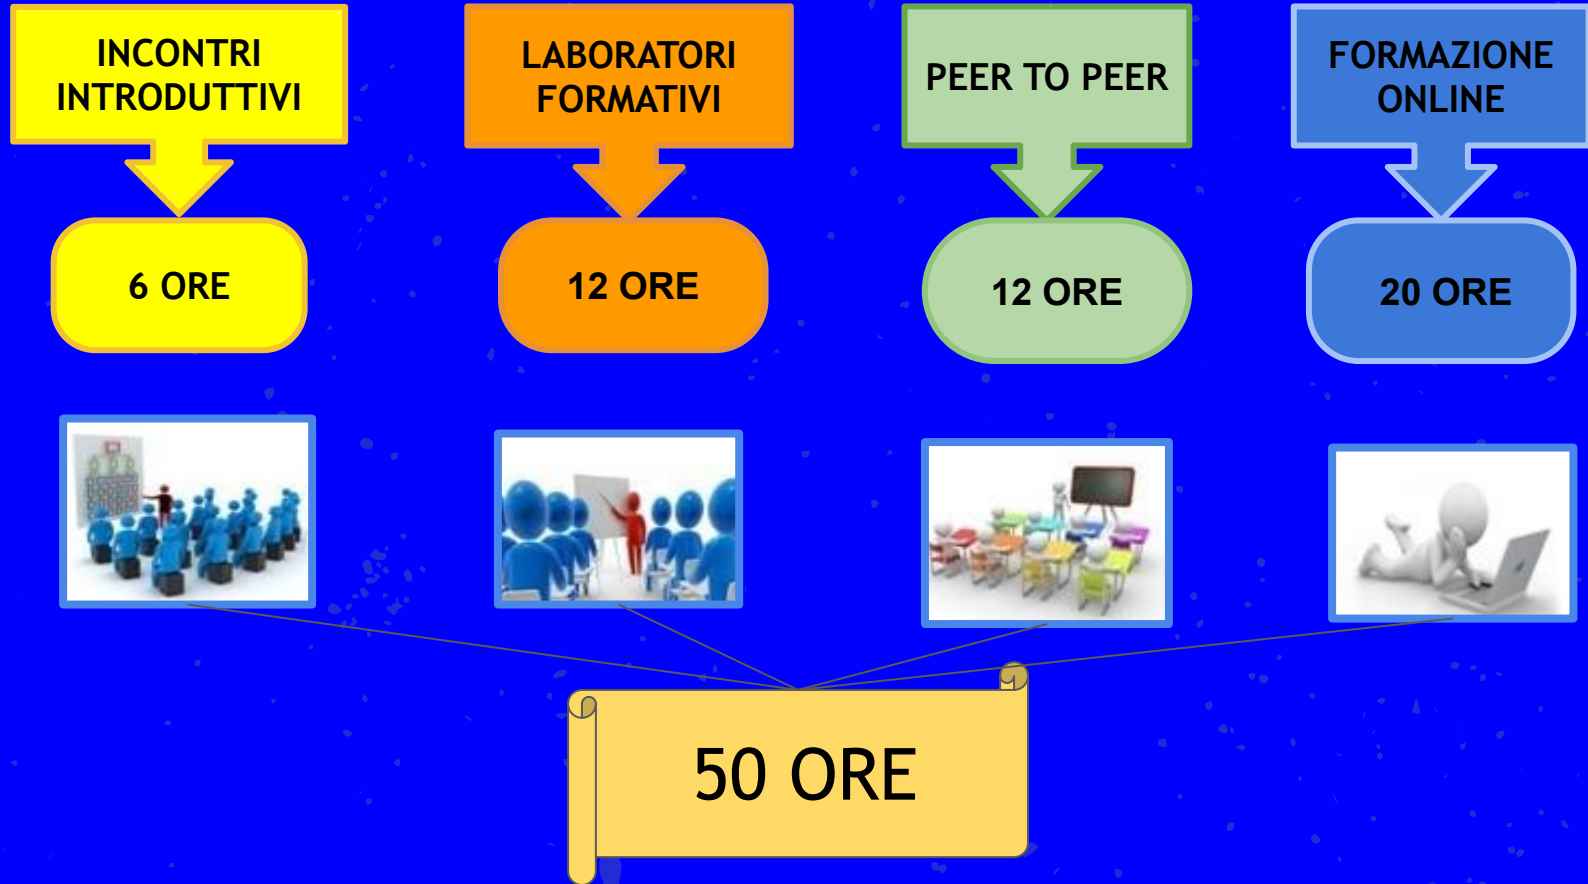 INCONTRI
INTRODUTTIVI
LABORATORI
FORMATIVI
PEER TO PEER
FORMAZIONE
ONLINE
6 ORE
12 ORE
12 ORE
20 ORE
50 ORE